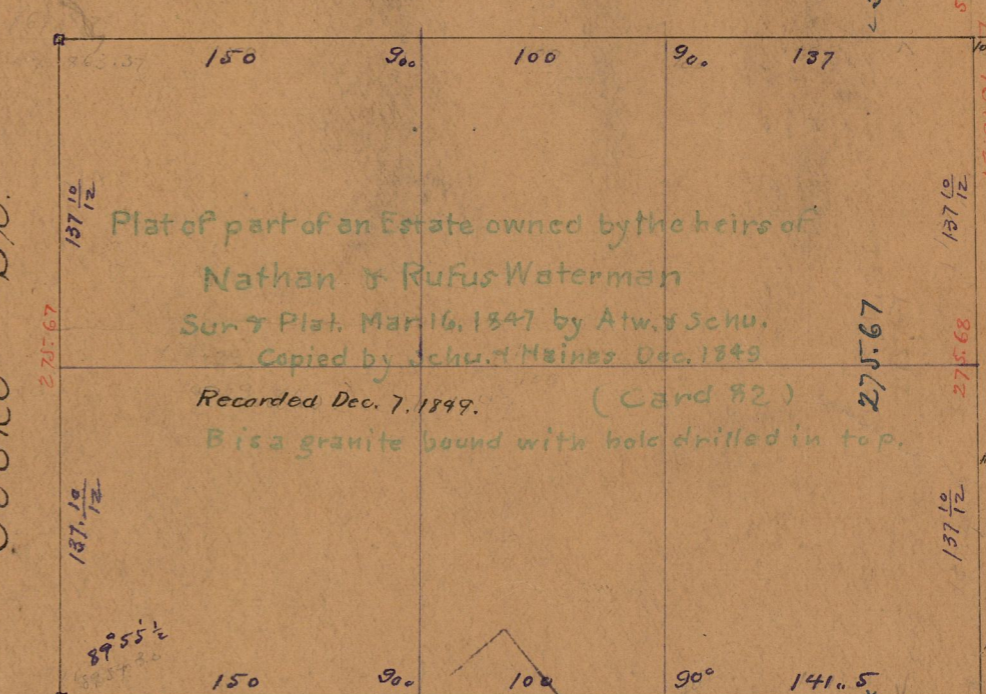 150 90° 100 90° 137
137 10/12
137 10/12
Plat of part of an Estate owned by the heirs of
Nathan & Rufus Waterman
Sur. & Plat. Mar. 16, 1847 by Atw. & Schu.
Copied by Schu. & Haines Dec. 1849
Recorded Dec. 7, 1849.
(Card 82)
B is a granite bound with hole drilled in top.
275.67
275.67
275.68
137 10/12
137 10/12
89° 55' ½
150 90° 100 90° 141.. 5